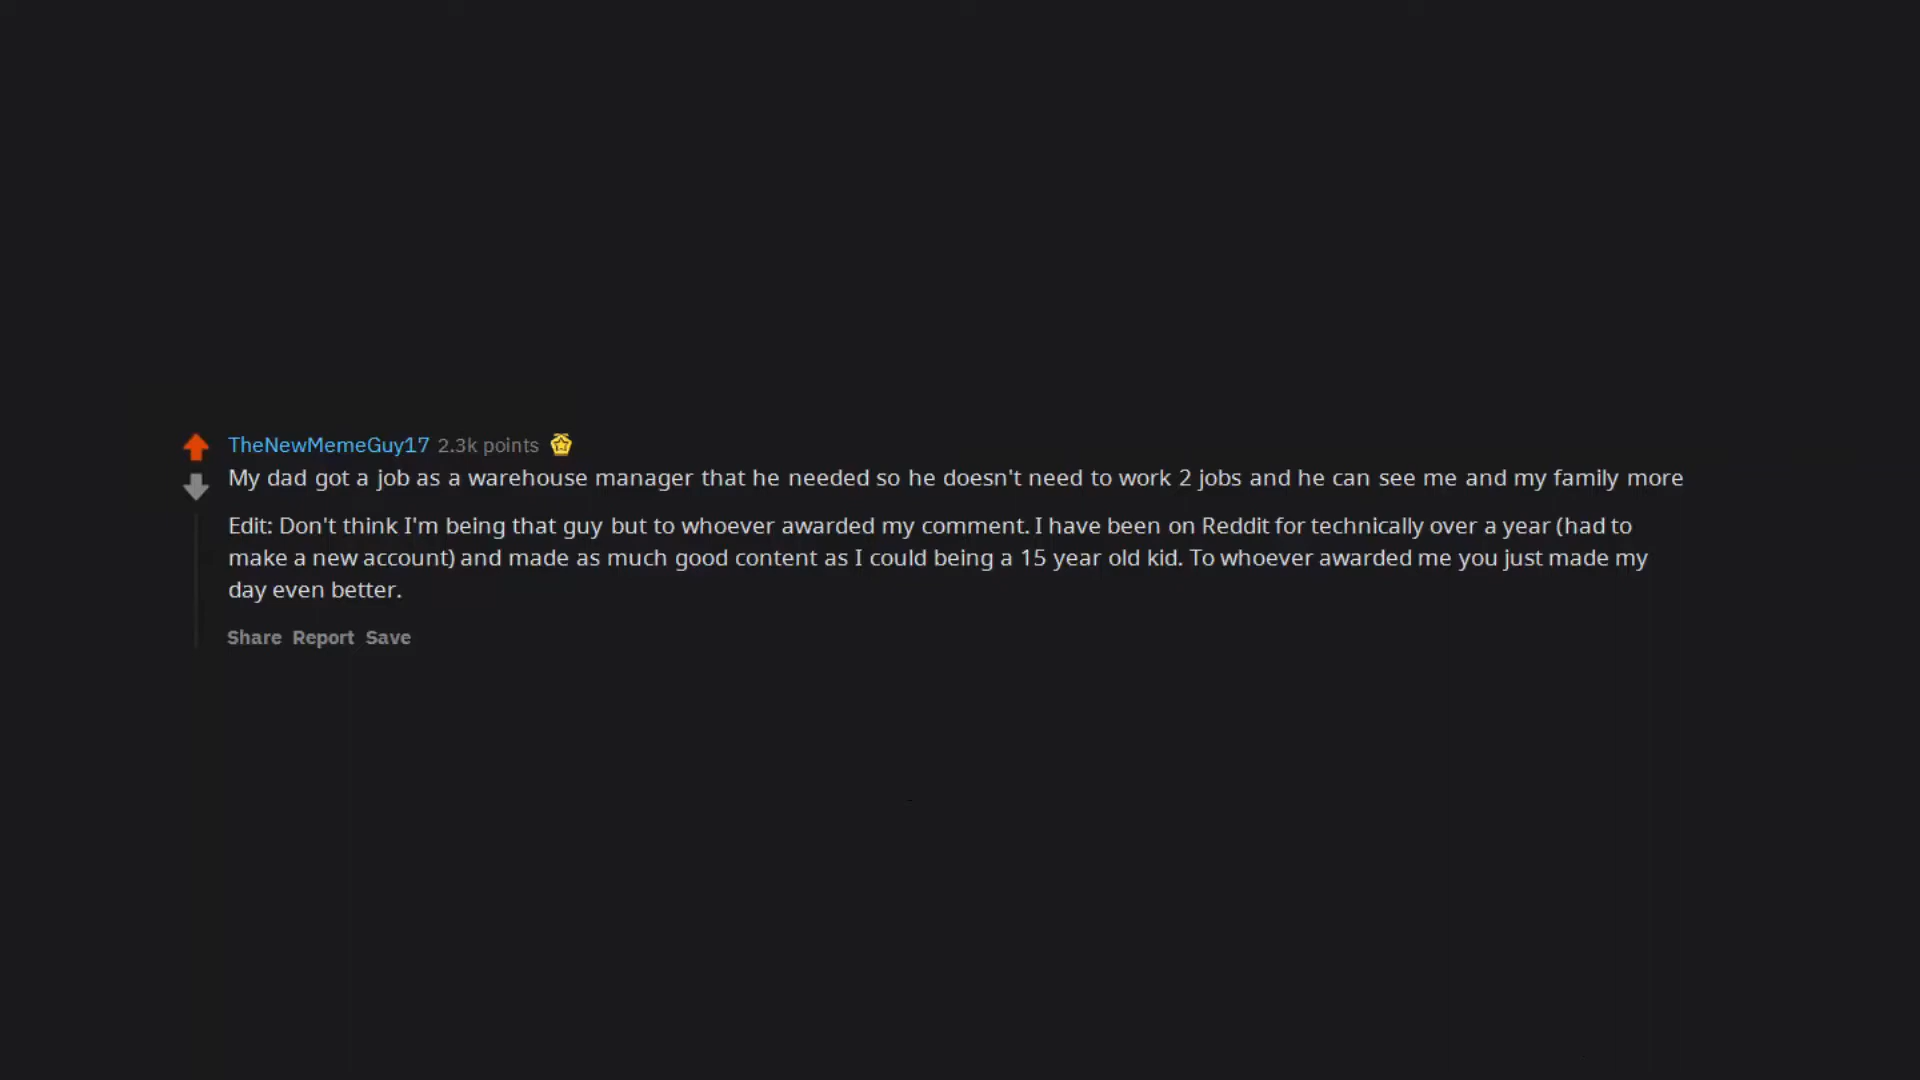 TheNewMemeGuy17 2.3k points
My dad got a job as a warehouse manager that he needed so he doesn't need to work 2 jobs and he can see me and my family more
Edit: Don't think I'm being that guy but to whoever awarded my comment. I have been on Reddit for technically over a year (had to
make a new account) and made as much good content as I could being a 15 year old kid. To whoever awarded me you just made my
day even better.
Share Report Save